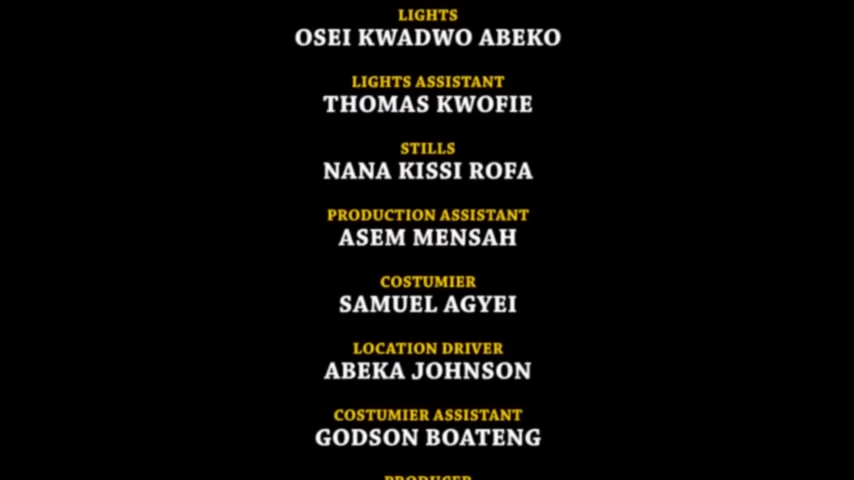 LIGHTS
OSEI KWADWO ABEKO
LIGHTS ASSISTANT
THOMAS KWOFIE
STILLS
NANA KISSI ROFA
PRODUCTION ASSISTANT
ASEM MENSAH
COSTUMIER
SAMUEL AGYEI
LOCATION DRIVER
ABEKA JOHNSON
COSTUMIER ASSISTANT
GODSON BOATENG
PRODUCER